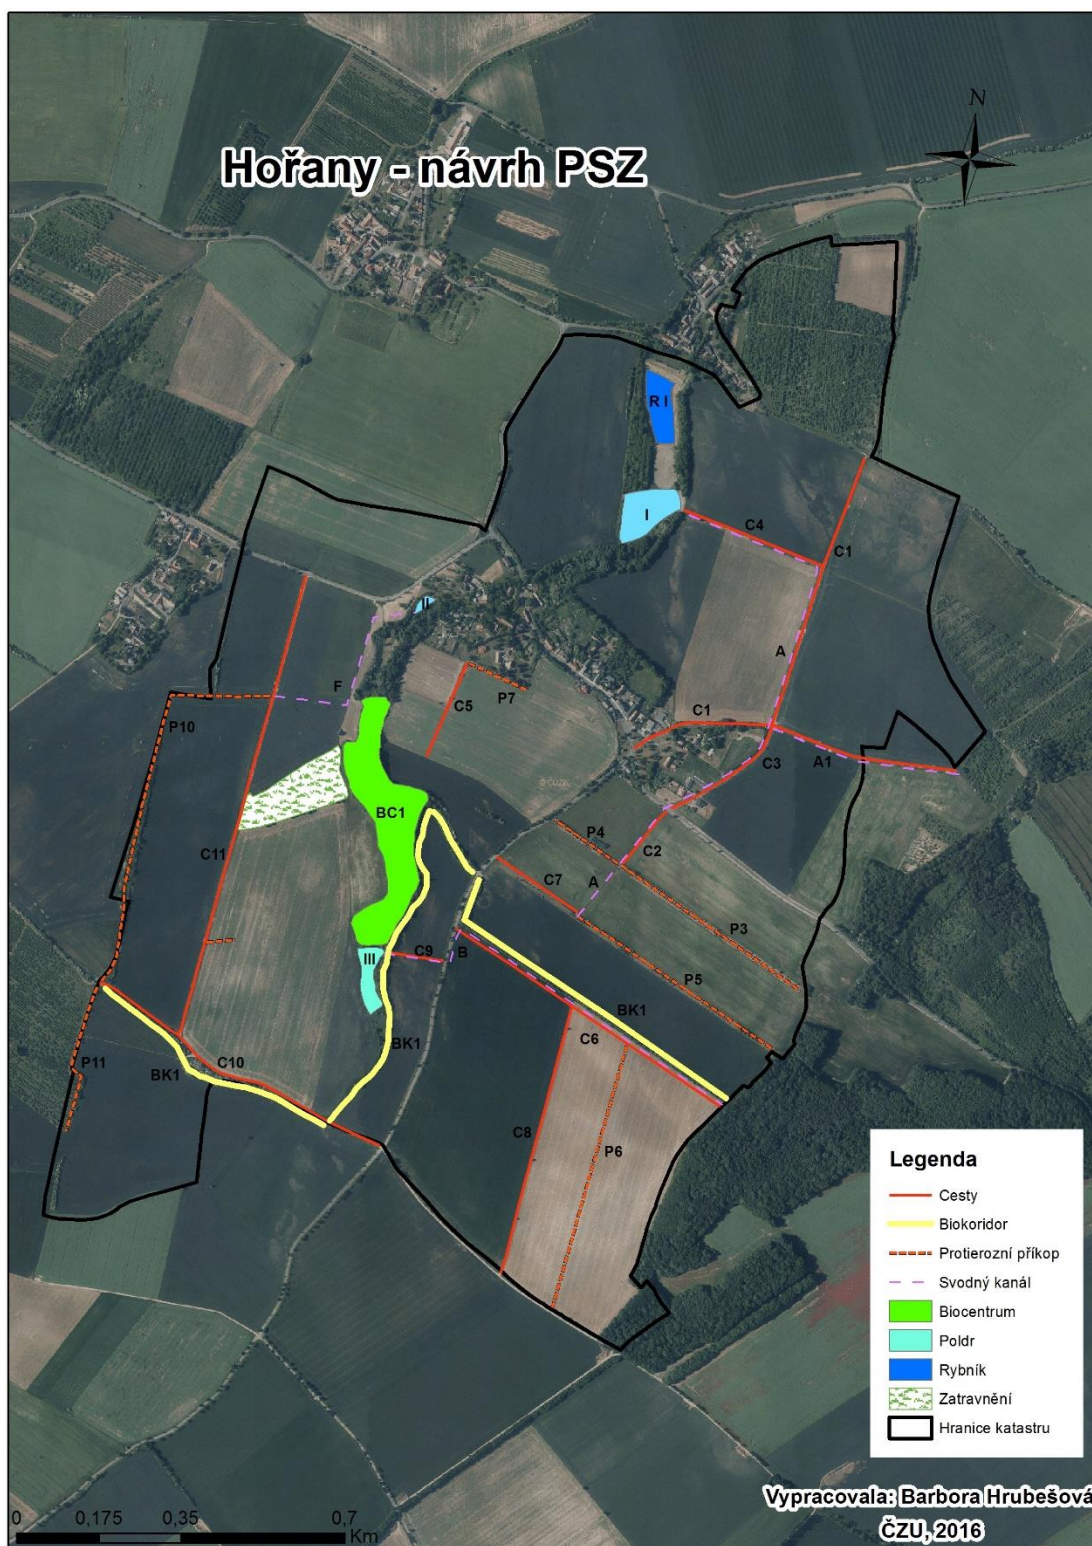 N
Hořany - návrh PSZ
R I
I
C4
C1
II
A
F
C5
P7
P10
C1
C3
A1
BC1
P4
C2
C11
C7
A
P3
III
C9
B
P5
BK1
BK1
C6
P11
BK1
C10
C8
P6
Legenda
Cesty
Biokoridor
Protierozní příkop
Svodný kanál
Biocentrum
Poldr
Rybník
Zatravnění
Hranice katastru
Vypracovala: Barbora Hrubešová
ČZU, 2016
0 0,175 0,35 0,7
Km